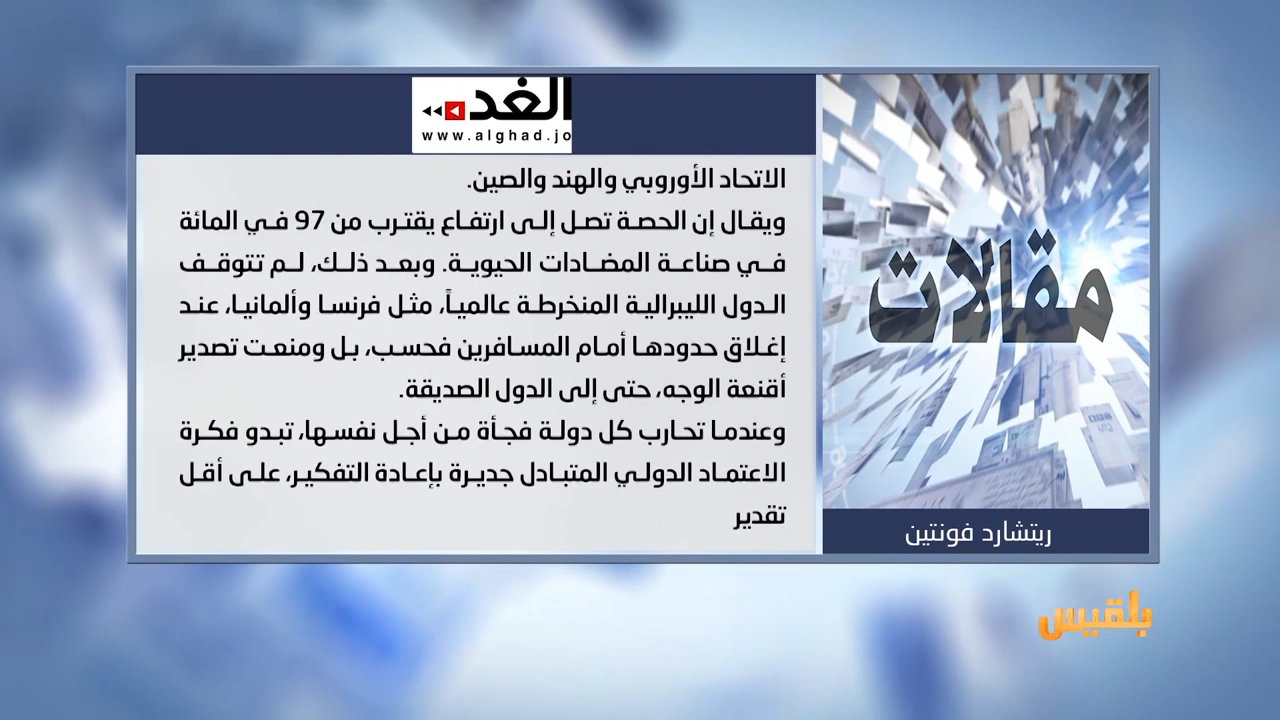 الغد
www.alghad.jo
الاتحاد الأوروبي والهند والصين.
ويقال إن الحصة تصل إلى ارتفاع يقترب من 97 في المائة
في صناعة المضادات الحيوية. وبعد ذلك، لم تتوقف
الدول الليبرالية المنخرطة عالمياً، مثل فرنسا وألمانيا، عند
إغلاق حدودها أمام المسافرين فحسب، بل ومنعت تصدير
أقنعة الوجه، حتى إلى الدول الصديقة.
وعندما تحارب كل دولة فجأة من أجل نفسها، تبدو فكرة
الاعتماد الدولي المتبادل جديرة بإعادة التفكير، على أقل
تقدير
مقالات
ريتشارد فونتين
بلقيس